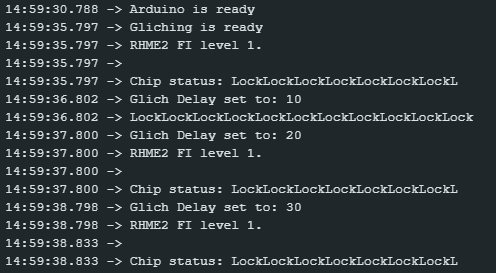 14:59:30.788 -> Arduino is ready
14:59:35.797 -> Gliching is ready
14:59:35.797 -> RHME2 FI level 1.
14:59:35.797 ->
14:59:35.797 -> Chip status: LockLockLockLockLockLockLockL
14:59:36.802 -> Glich Delay set to: 10
14:59:36.802 -> LockLockLockLockLockLockLockLockLockLockLock
14:59:37.800 -> Glich Delay set to: 20
14:59:37.800 -> RHME2 FI level 1.
14:59:37.800 ->
14:59:37.800 -> Chip status: LockLockLockLockLockLockLockL
14:59:38.798 -> Glich Delay set to: 30
14:59:38.798 -> RHME2 FI level 1.
14:59:38.833 ->
14:59:38.833 -> Chip status: LockLockLockLockLockLockLockL